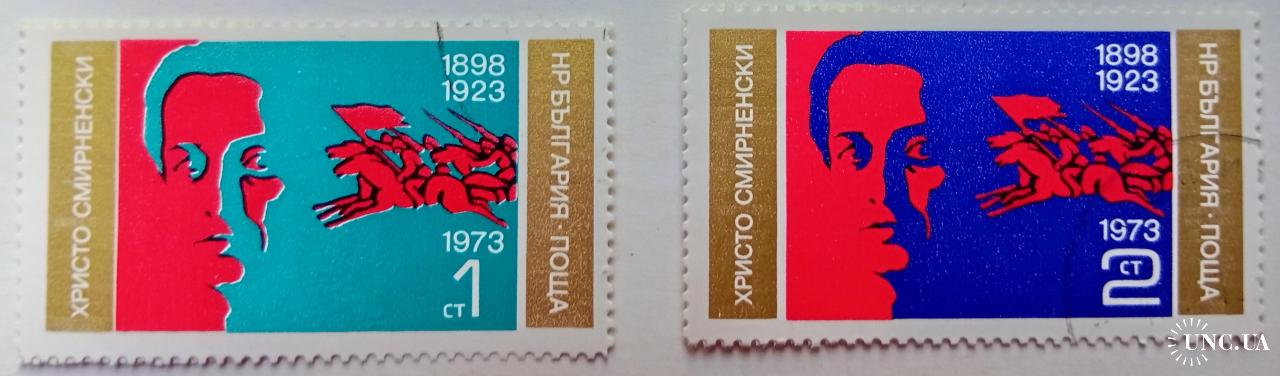 ХРИСТО СМИРНЕНСКИ
1898
1923
1973
1
СТ
НР БЪЛГАРИЯ · ПОЩА
ХРИСТО СМИРНЕНСКИ
1898
1923
1973
СТ
2
НР БЪЛГАРИЯ · ПОЩА
UNC.UA